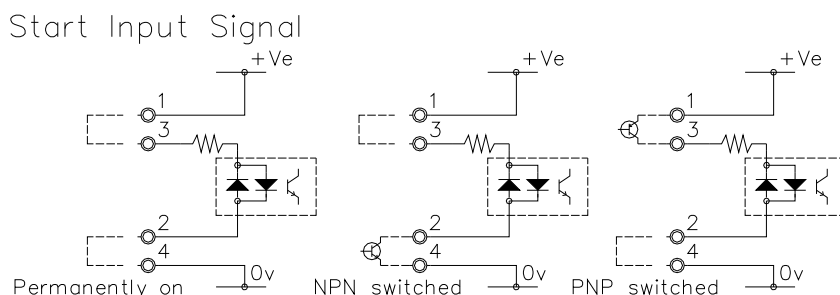 Start Input Signal
+Ve
1
3
2
4
0v
Permanently on
+Ve
1
3
2
4
0v
NPN switched
+Ve
1
3
2
4
0v
PNP switched